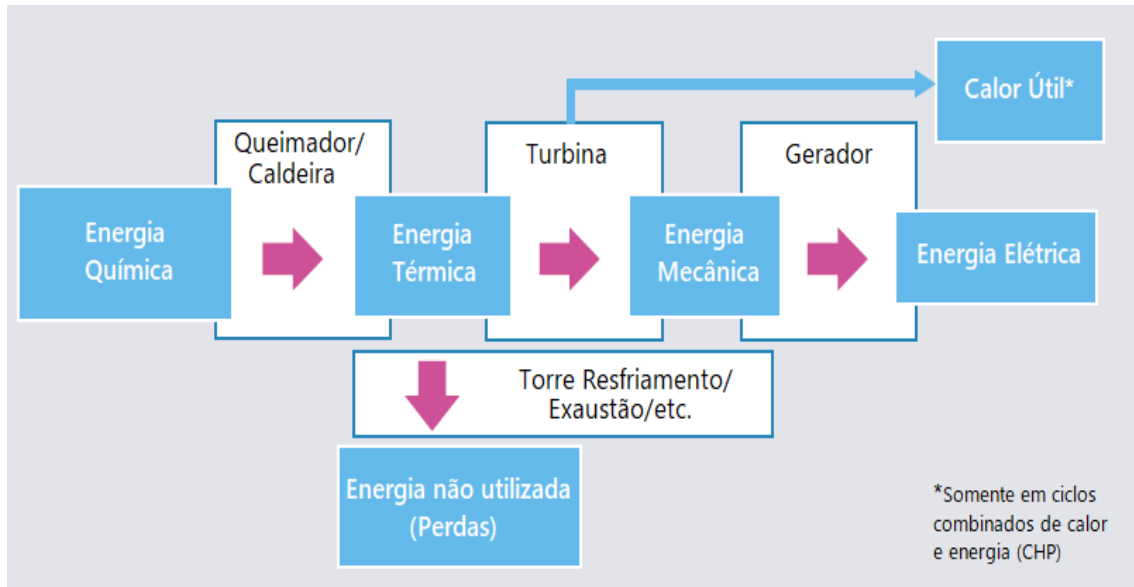 Calor Útil*
Queimador/
Caldeira
Turbina
Gerador
Energia
Química
Energia
Térmica
Energia
Mecânica
Energia Elétrica
Torre Resfriamento/
Exaustão/etc.
Energia não utilizada
(Perdas)
*Somente em ciclos
combinados de calor
e energia (CHP)